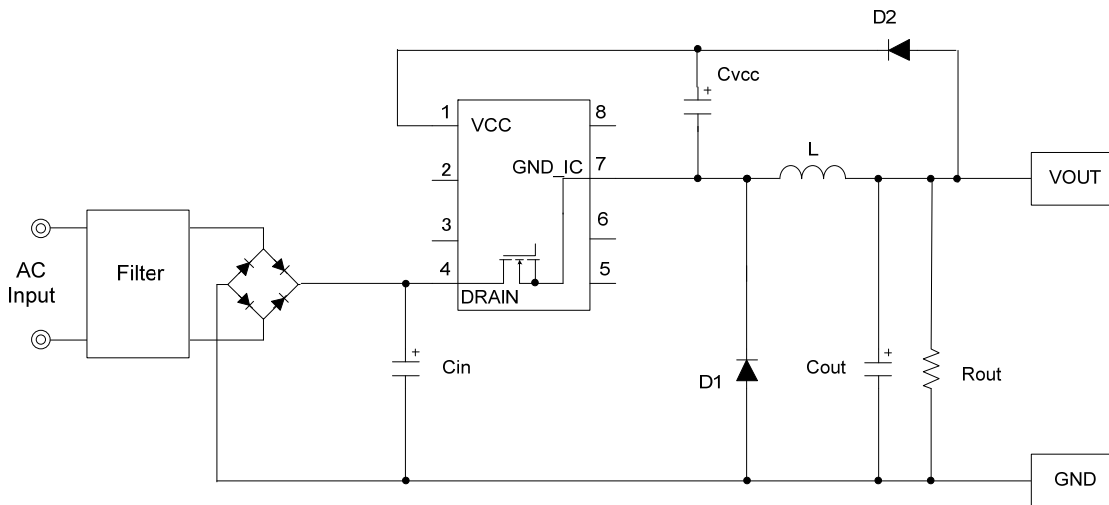 D2
Cvcc
+
1
VCC
8
2
GND_IC
7
L
VOUT
3
6
AC
Input
Filter
4
DRAIN
5
+
Cin
D1
Cout
+
Rout
GND